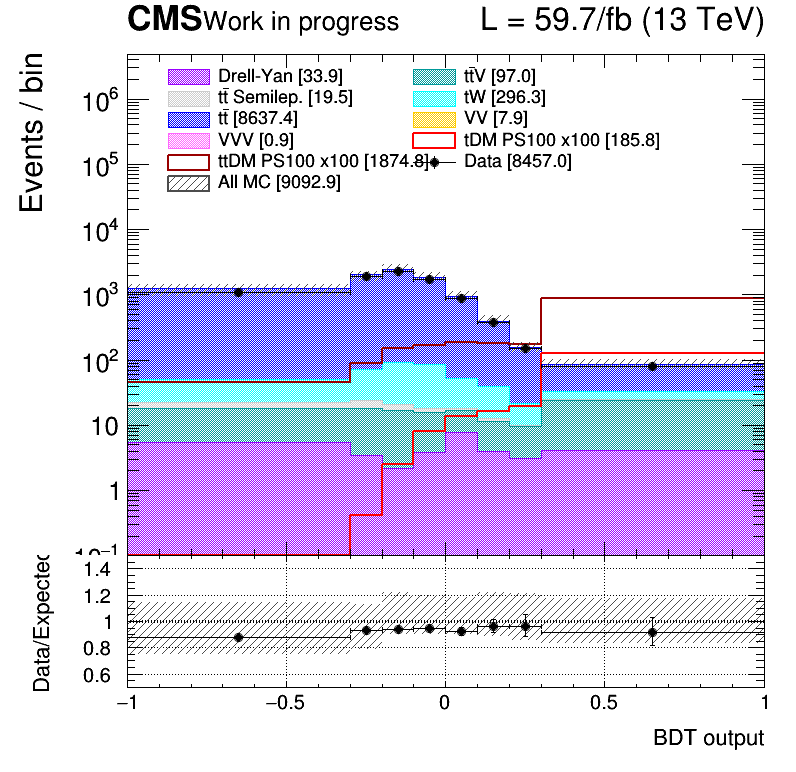 CMS Work in progress L = 59.7/fb (13 TeV)
Events / bin
Drell-Yan [33.9] tt̄V [97.0]
tt̄ Semilep. [19.5] tW [296.3]
tt̄ [8637.4] VV [7.9]
VVV [0.9] tDM PS100 x100 [185.8]
ttDM PS100 x100 [1874.8] Data [8457.0]
All MC [9092.9]
10⁶
10⁵
10⁴
10³
10²
10
1
10⁻¹
Data/Expected
1.4
1.2
1
0.8
0.6
−1 −0.5 0 0.5 1
BDT output